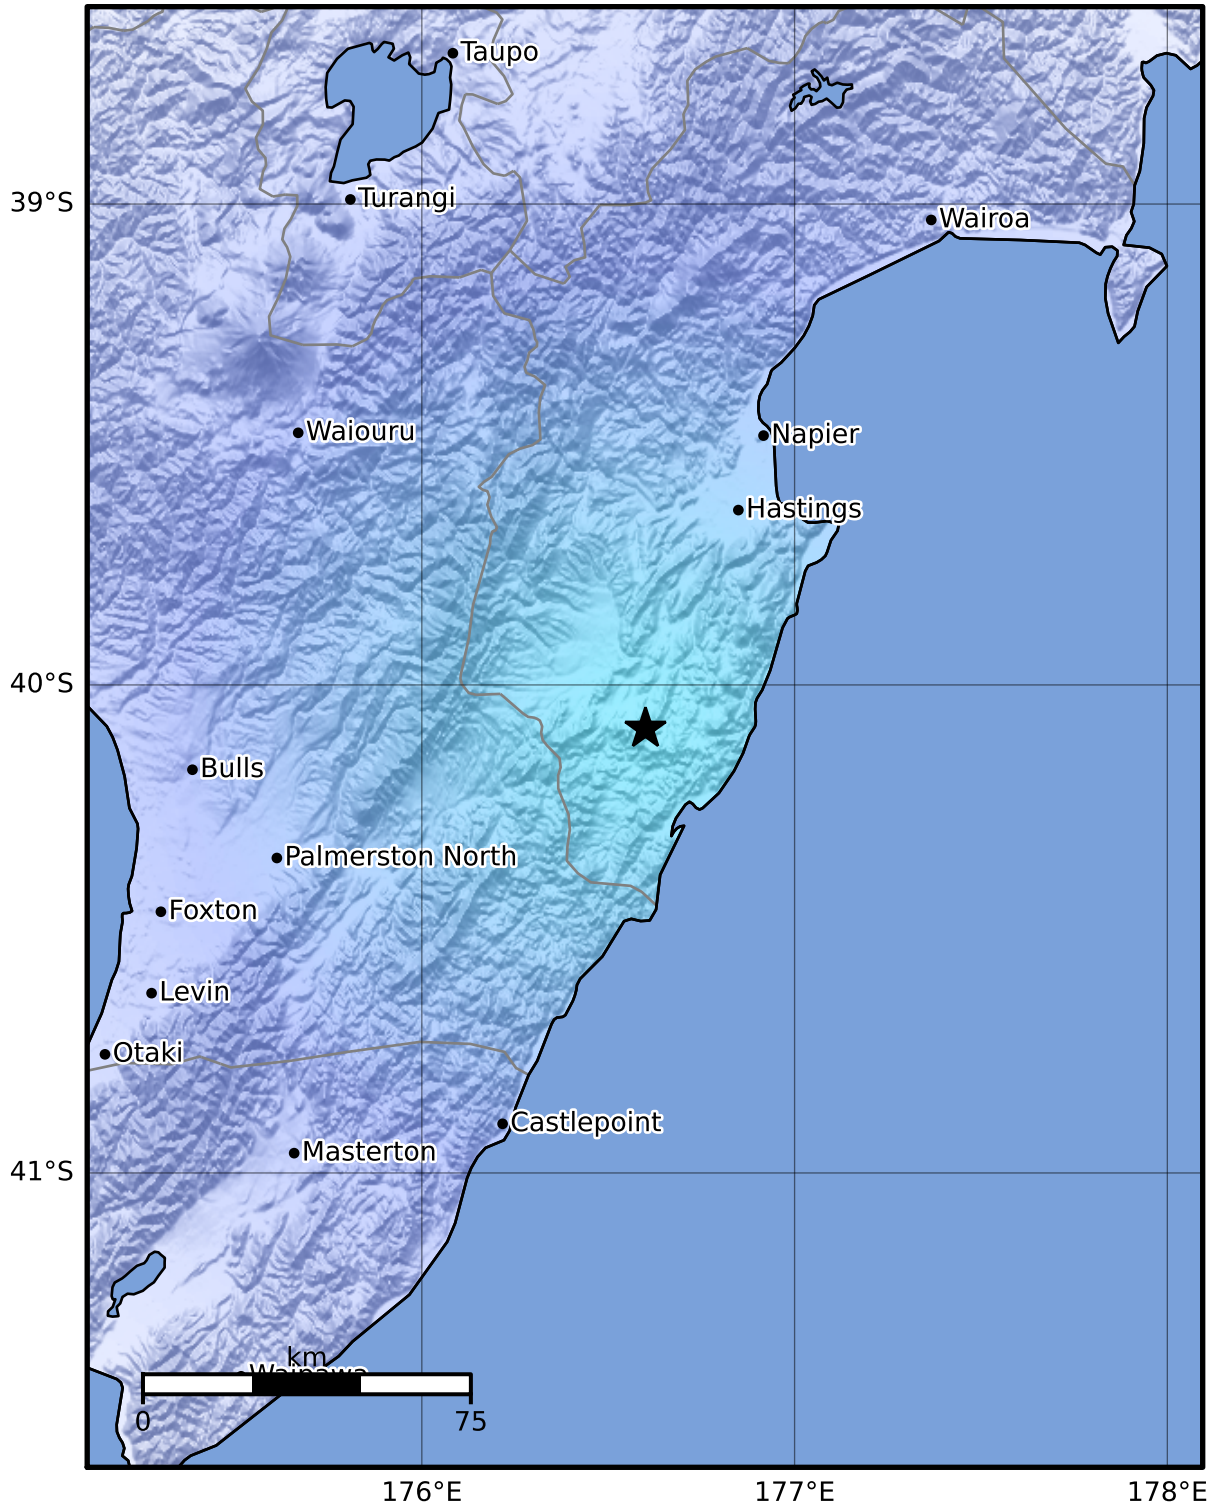 Taupo
Turangi
39°S
Wairoa
Waiouru
Napier
Hastings
40°S
Bulls
Palmerston North
Foxton
Levin
Otaki
Castlepoint
Masterton
41°S
km
Waipawa
0 75
176°E 177°E 178°E